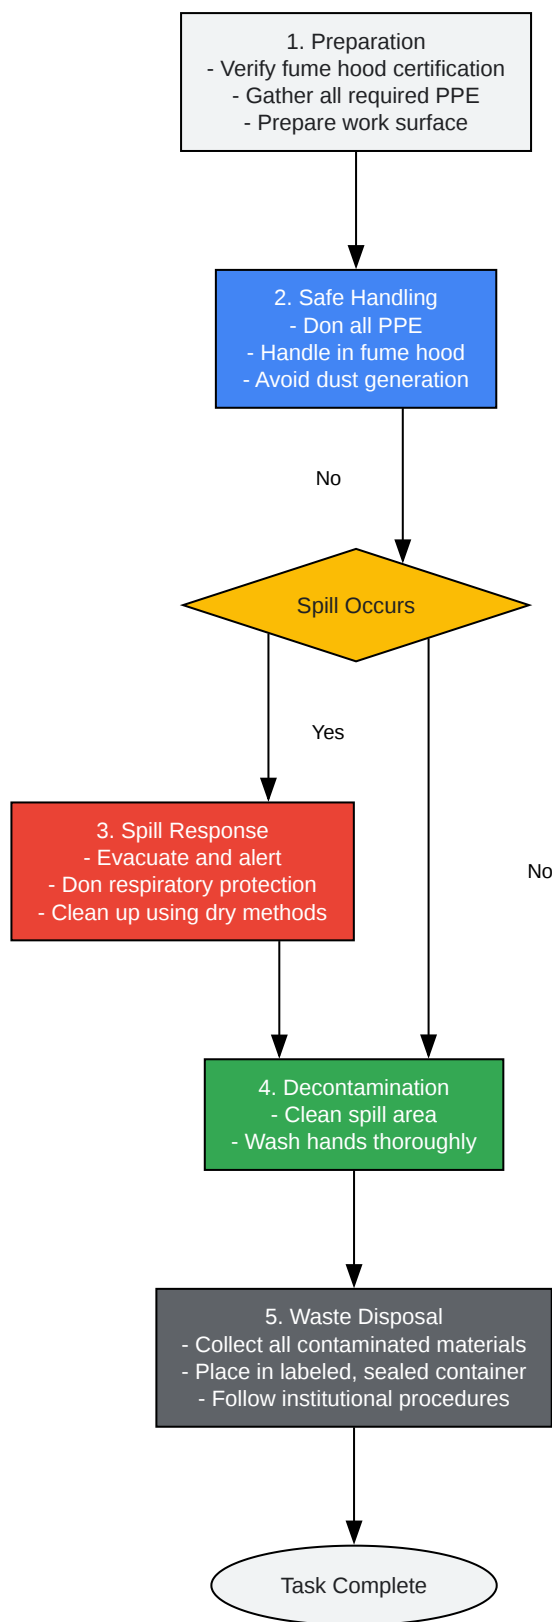 1. Preparation
- Verify fume hood certification
- Gather all required PPE
- Prepare work surface
2. Safe Handling
- Don all PPE
- Handle in fume hood
- Avoid dust generation
No
Spill Occurs
Yes
3. Spill Response
- Evacuate and alert
- Don respiratory protection
- Clean up using dry methods
No
4. Decontamination
- Clean spill area
- Wash hands thoroughly
5. Waste Disposal
- Collect all contaminated materials
- Place in labeled, sealed container
- Follow institutional procedures
Task Complete